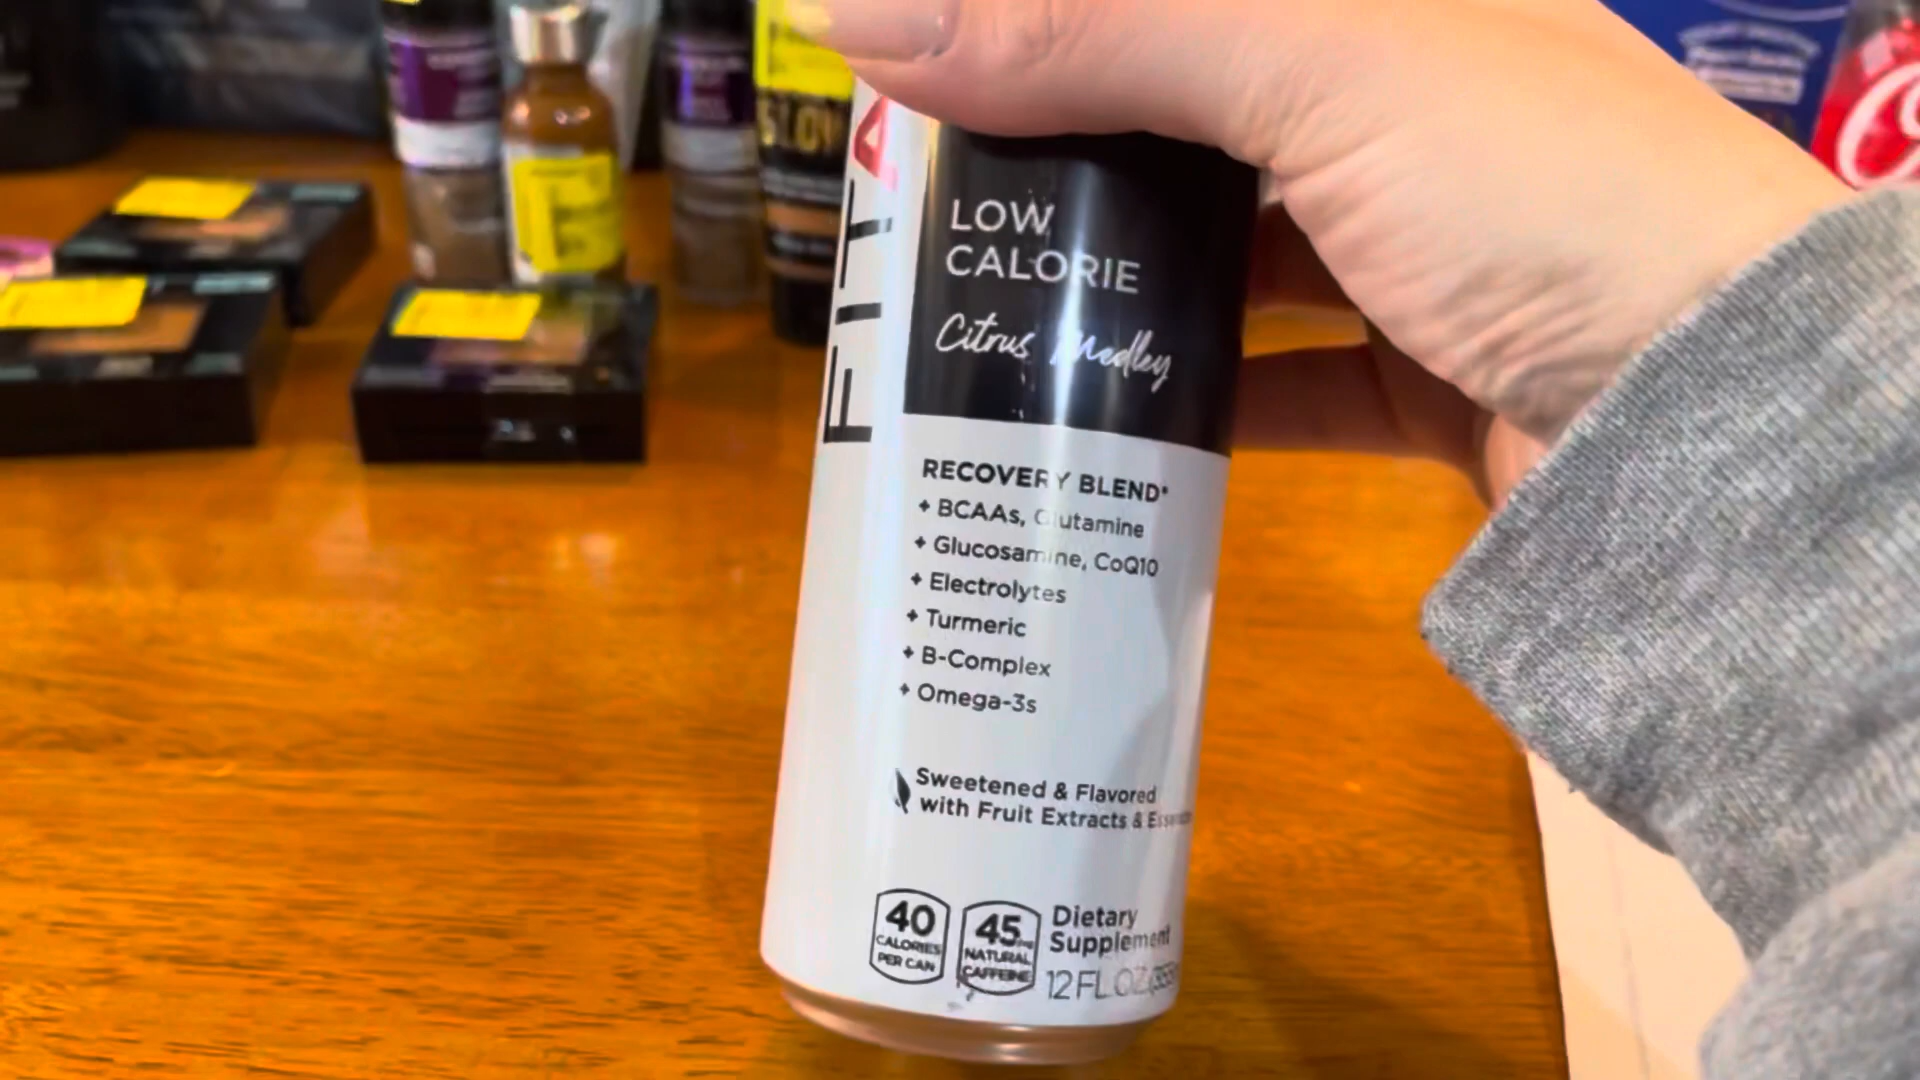 FIT
LOW
CALORIE
Citrus Medley
RECOVERY BLEND*
+ BCAAs, Glutamine
+ Glucosamine, CoQ10
+ Electrolytes
+ Turmeric
+ B-Complex
+ Omega-3s
Sweetened & Flavored
with Fruit Extracts &
40
CALORIES
PER CAN
45
NATURAL
CAFFEINE
Dietary
Supplement
12 FL OZ
GLOW